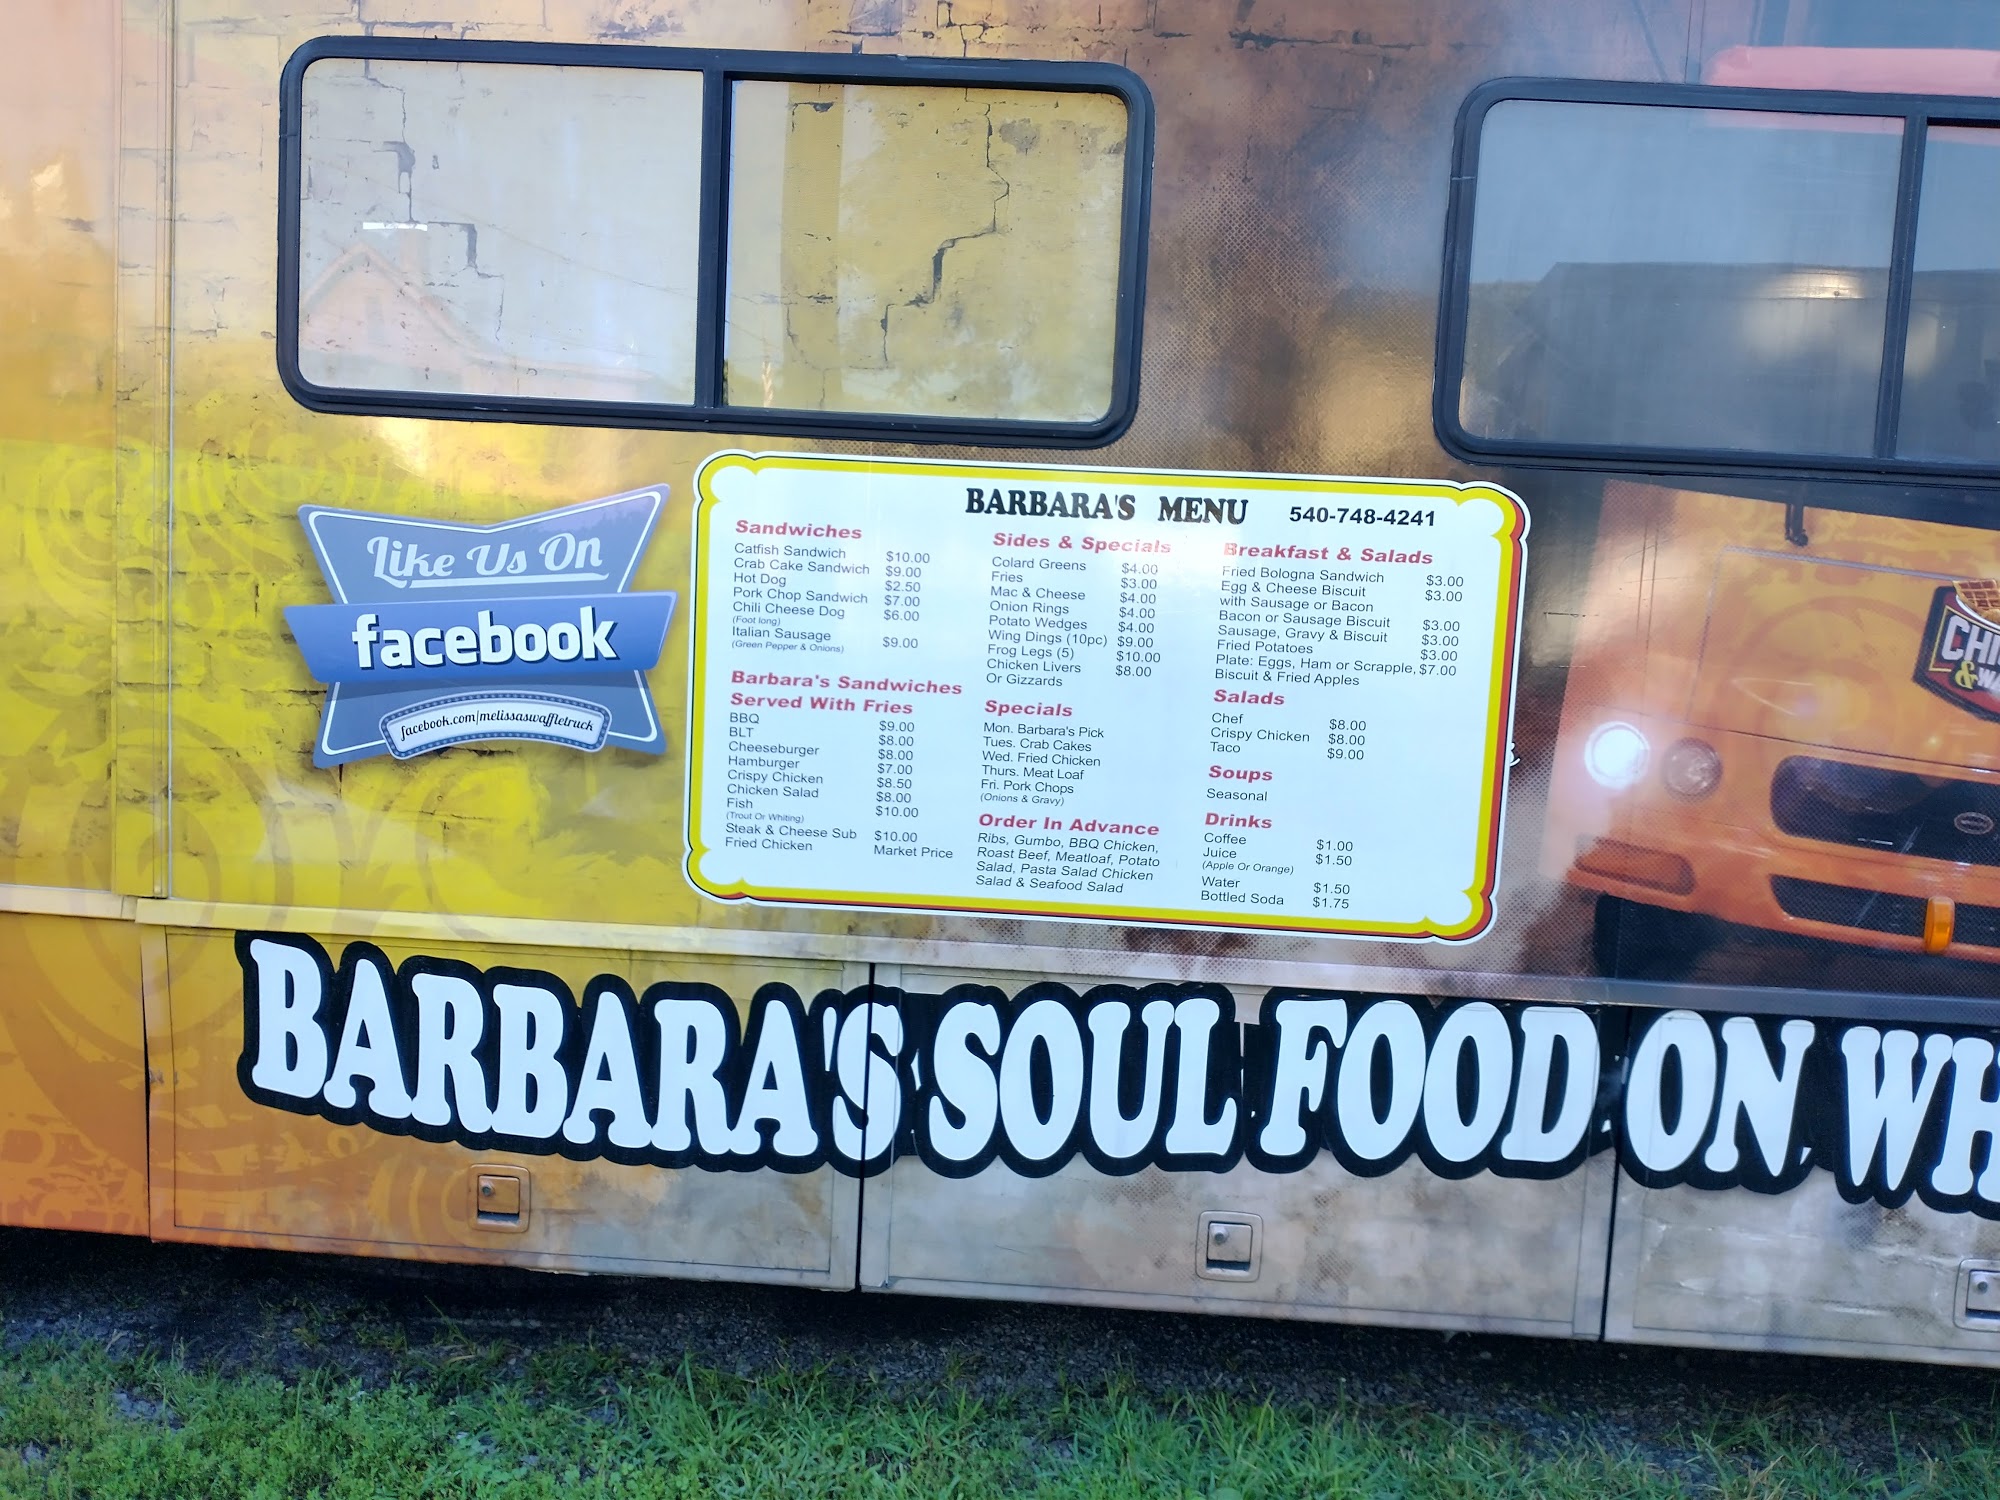 Like Us On
facebook
facebook.com/melissaswaffletruck
BARBARA'S MENU 540-748-4241
Sandwiches
Catfish Sandwich $10.00
Crab Cake Sandwich $9.00
Hot Dog $2.50
Pork Chop Sandwich $7.00
Chili Cheese Dog $6.00
(Foot long)
Italian Sausage $9.00
(Green Pepper & Onions)
Barbara's Sandwiches
Served With Fries
BBQ $9.00
BLT $8.00
Cheeseburger $8.00
Hamburger $7.00
Crispy Chicken $8.50
Chicken Salad $8.00
Fish $10.00
(Trout Or Whiting)
Steak & Cheese Sub $10.00
Fried Chicken Market Price
Sides & Specials
Colard Greens $4.00
Fries $3.00
Mac & Cheese $4.00
Onion Rings $4.00
Potato Wedges $4.00
Wing Dings (10pc) $9.00
Frog Legs (5) $10.00
Chicken Livers $8.00
Or Gizzards
Specials
Mon. Barbara's Pick
Tues. Crab Cakes
Wed. Fried Chicken
Thurs. Meat Loaf
Fri. Pork Chops
(Onions & Gravy)
Order In Advance
Ribs, Gumbo, BBQ Chicken,
Roast Beef, Meatloaf, Potato
Salad, Pasta Salad Chicken
Salad & Seafood Salad
Breakfast & Salads
Fried Bologna Sandwich $3.00
Egg & Cheese Biscuit $3.00
with Sausage or Bacon
Bacon or Sausage Biscuit $3.00
Sausage, Gravy & Biscuit $3.00
Fried Potatoes $3.00
Plate: Eggs, Ham or Scrapple, $7.00
Biscuit & Fried Apples
Salads
Chef $8.00
Crispy Chicken $8.00
Taco $9.00
Soups
Seasonal
Drinks
Coffee $1.00
Juice $1.50
(Apple Or Orange)
Water $1.50
Bottled Soda $1.75
CHI
& WA
BARBARA'S SOUL FOOD ON WH